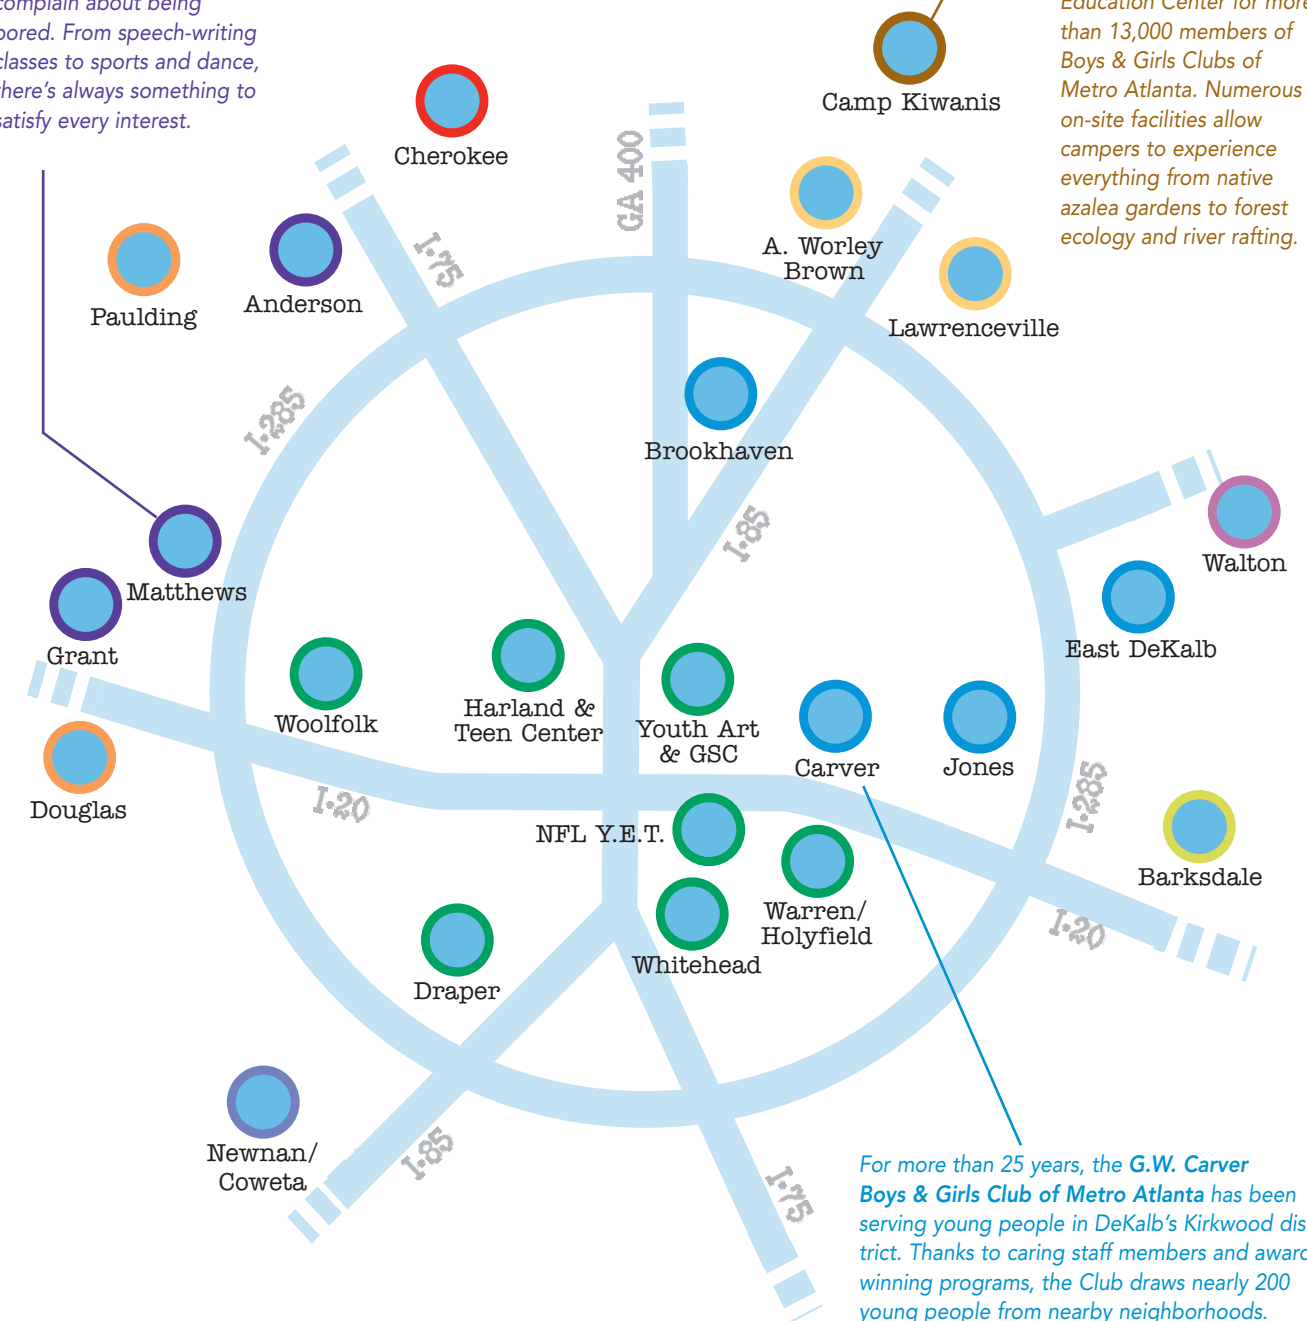 complain about being
bored. From speech-writing
classes to sports and dance,
there's always something to
satisfy every interest.
Education Center for more
than 13,000 members of
Boys & Girls Clubs of
Metro Atlanta. Numerous
on-site facilities allow
campers to experience
everything from native
azalea gardens to forest
ecology and river rafting.
Camp Kiwanis
Cherokee
GA 400
A. Worley
Brown
I-75
Paulding
Anderson
Lawrenceville
I-285
Brookhaven
I-85
Walton
Matthews
Grant
East DeKalb
Woolfolk
Harland &
Teen Center
Youth Art
& GSC
Carver
Jones
Douglas
I-20
I-285
NFL Y.E.T.
Barksdale
Warren/
Holyfield
I-20
Whitehead
Draper
Newnan/
Coweta
I-85
I-75
For more than 25 years, the G.W. Carver
Boys & Girls Club of Metro Atlanta has been
serving young people in DeKalb's Kirkwood dis
trict. Thanks to caring staff members and award
winning programs, the Club draws nearly 200
young people from nearby neighborhoods.